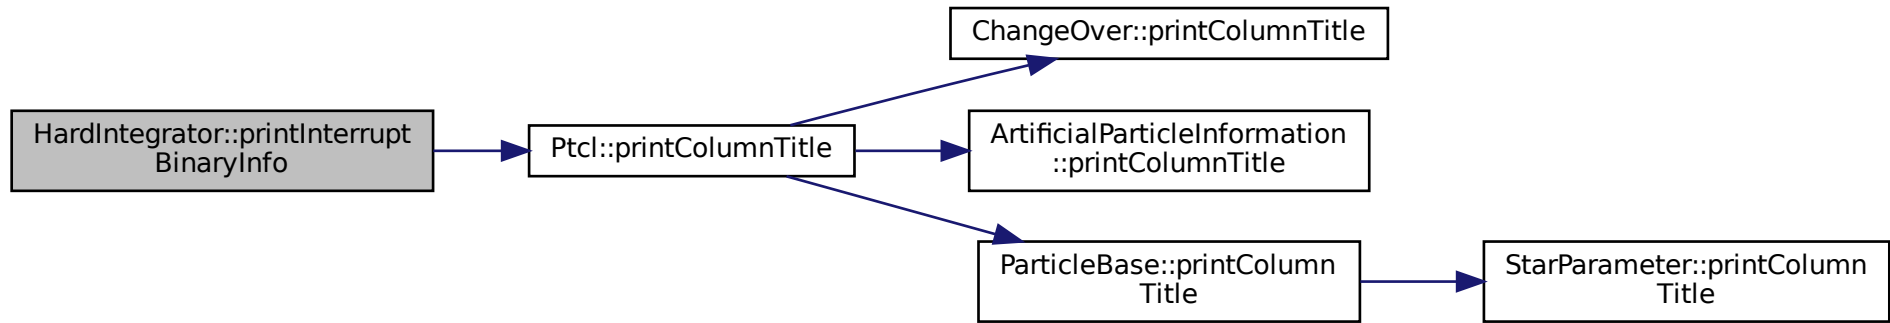 HardIntegrator::printInterrupt
BinaryInfo
Ptcl::printColumnTitle
ChangeOver::printColumnTitle
ArtificialParticleInformation
::printColumnTitle
ParticleBase::printColumn
Title
StarParameter::printColumn
Title